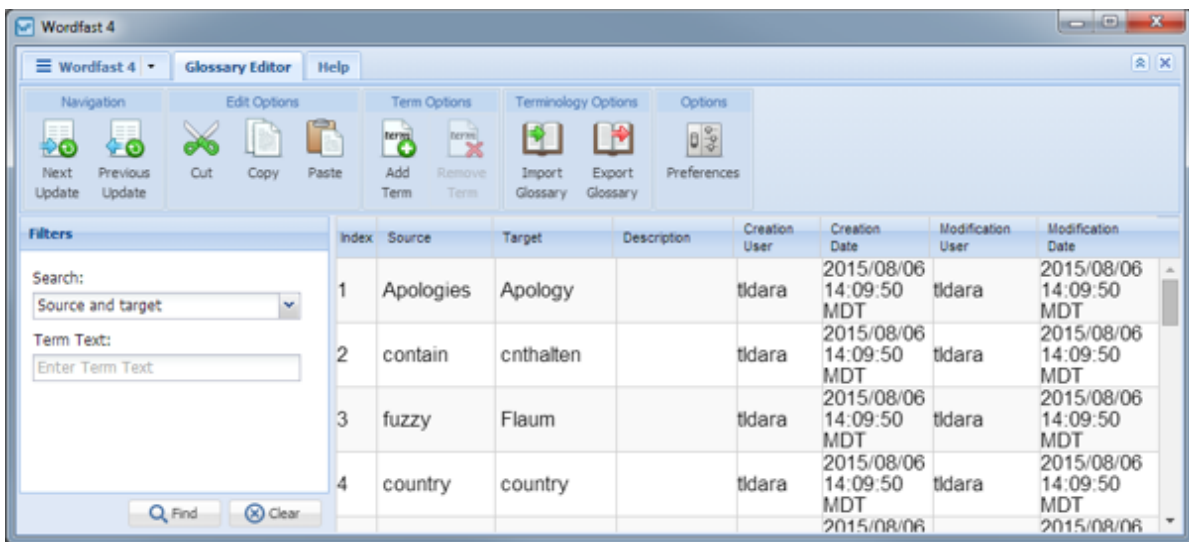 Wordfast 4
Wordfast 4 Glossary Editor Help
Navigation Edit Options Term Options Terminology Options Options
term term
Next Previous Cut Copy Paste Add Remove Import Export Preferences
Update Update Term Term Glossary Glossary
Filters
Search:
Source and target
Term Text:
Enter Term Text
Find Clear
Index Source Target Description Creation User Creation Date Modification User Modification Date
2015/08/06 2015/08/06
1 Apologies Apology tldara 14:09:50 tldara 14:09:50
MDT MDT
2015/08/06 2015/08/06
2 contain cnthalten tldara 14:09:50 tldara 14:09:50
MDT MDT
2015/08/06 2015/08/06
3 fuzzy Flaum tldara 14:09:50 tldara 14:09:50
MDT MDT
2015/08/06 2015/08/06
4 country country tldara 14:09:50 tldara 14:09:50
MDT MDT
2015/08/06 2015/08/06